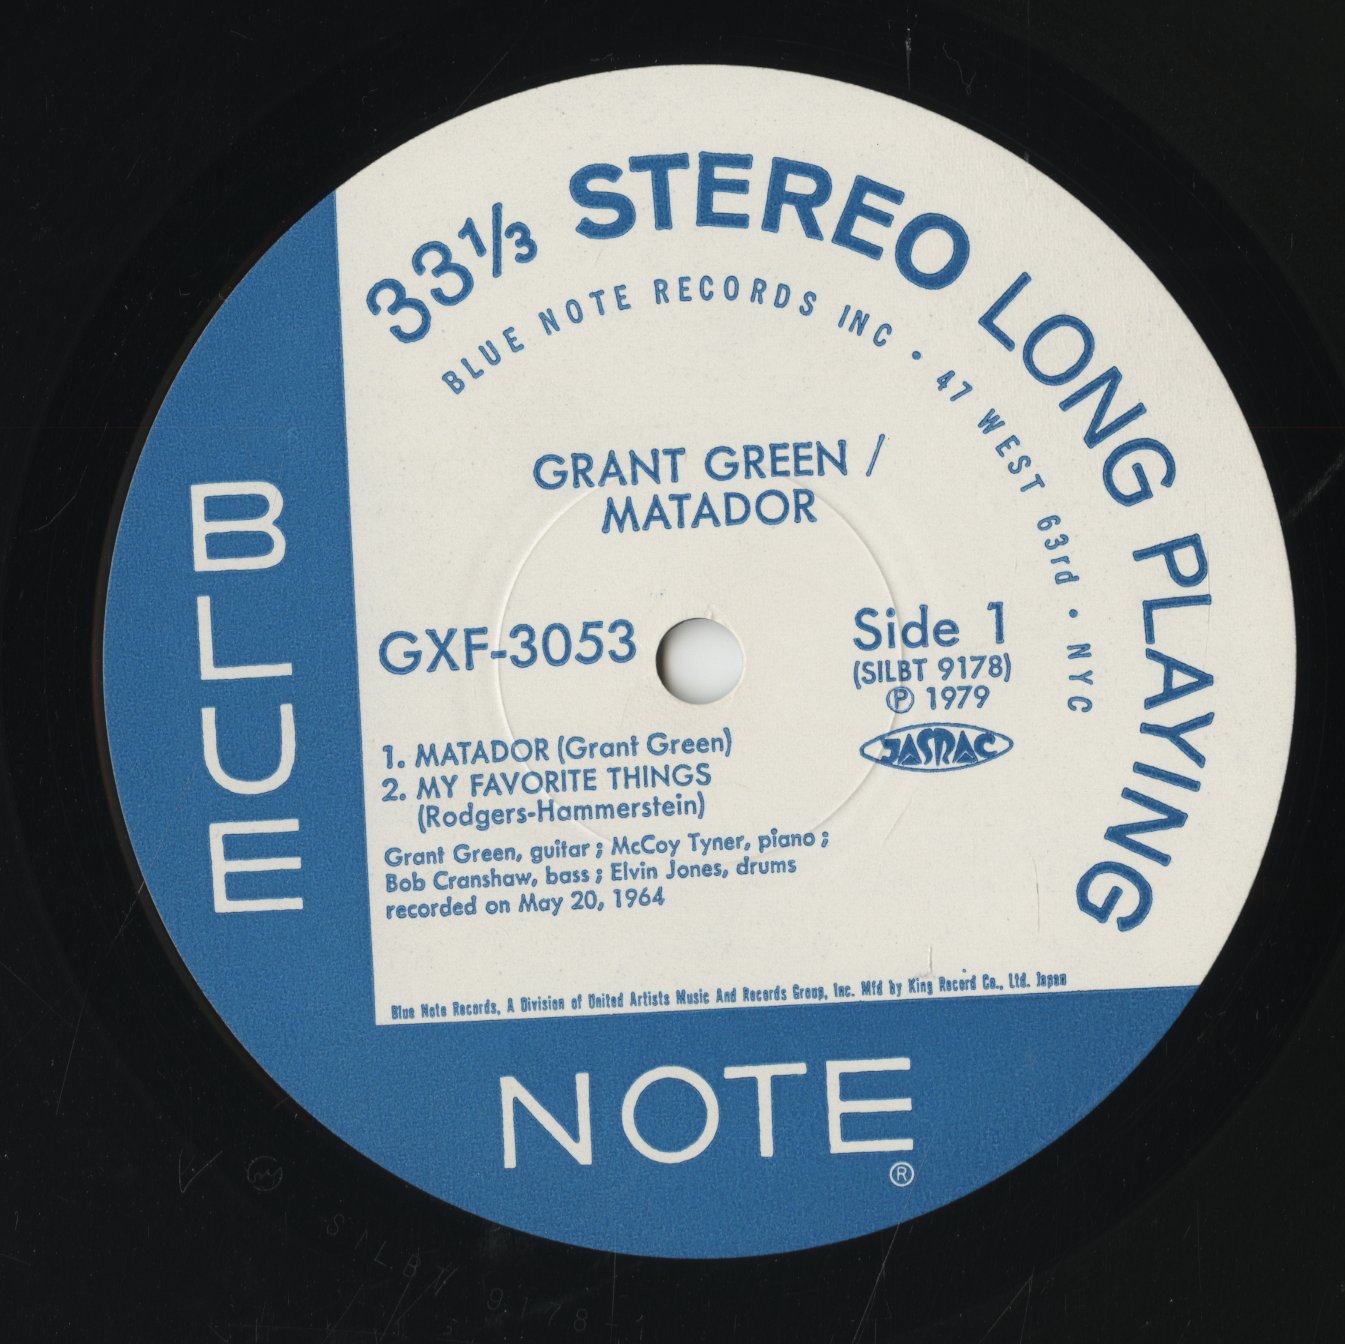 33⅓ STEREO LONG PLAYING
BLUE NOTE RECORDS INC • 47 WEST 63rd • NYC
GRANT GREEN /
MATADOR
GXF-3053
Side 1
(SILBT 9178)
Ⓟ 1979
JASRAC
1. MATADOR (Grant Green)
2. MY FAVORITE THINGS
(Rodgers-Hammerstein)
Grant Green, guitar ; McCoy Tyner, piano ;
Bob Cranshaw, bass ; Elvin Jones, drums
recorded on May 20, 1964
Blue Note Records, A Division of United Artists Music And Records Group, Inc. Mfd by King Record Co., Ltd. Japan
BLUE
NOTE
®